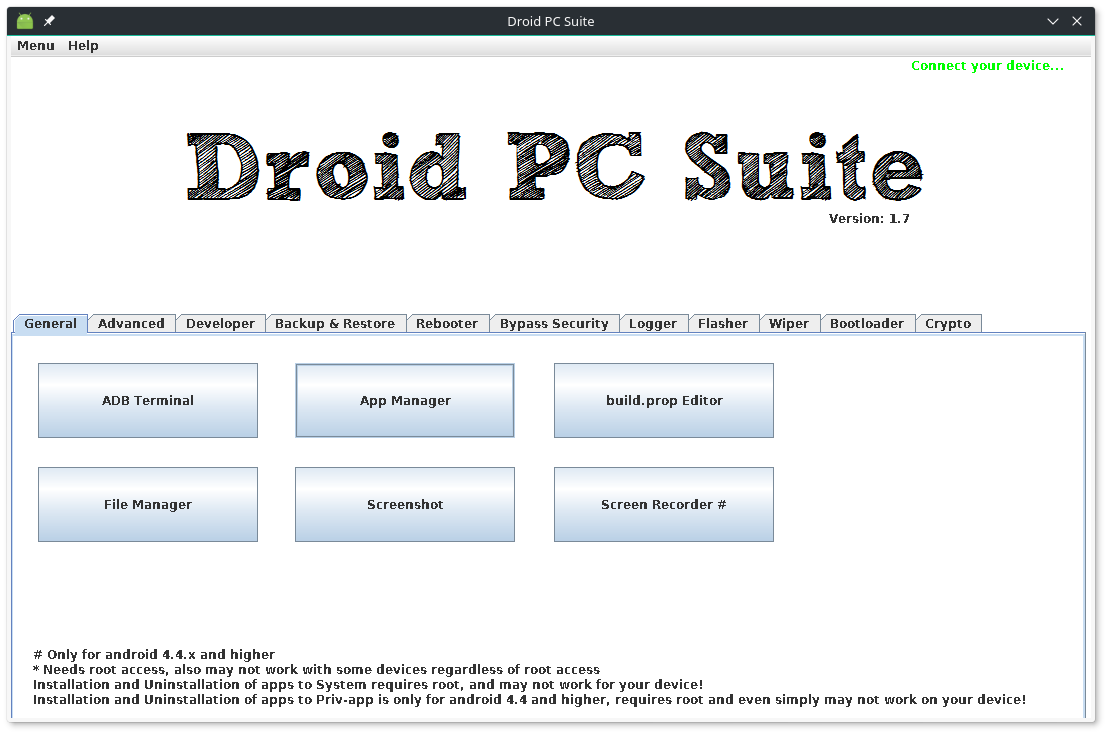 Droid PC Suite
Menu Help
Connect your device...
Droid PC Suite
Version: 1.7
General Advanced Developer Backup & Restore Rebooter Bypass Security Logger Flasher Wiper Bootloader Crypto
ADB Terminal App Manager build.prop Editor
File Manager Screenshot Screen Recorder #
# Only for android 4.4.x and higher
* Needs root access, also may not work with some devices regardless of root access
Installation and Uninstallation of apps to System requires root, and may not work for your device!
Installation and Uninstallation of apps to Priv-app is only for android 4.4 and higher, requires root and even simply may not work on your device!